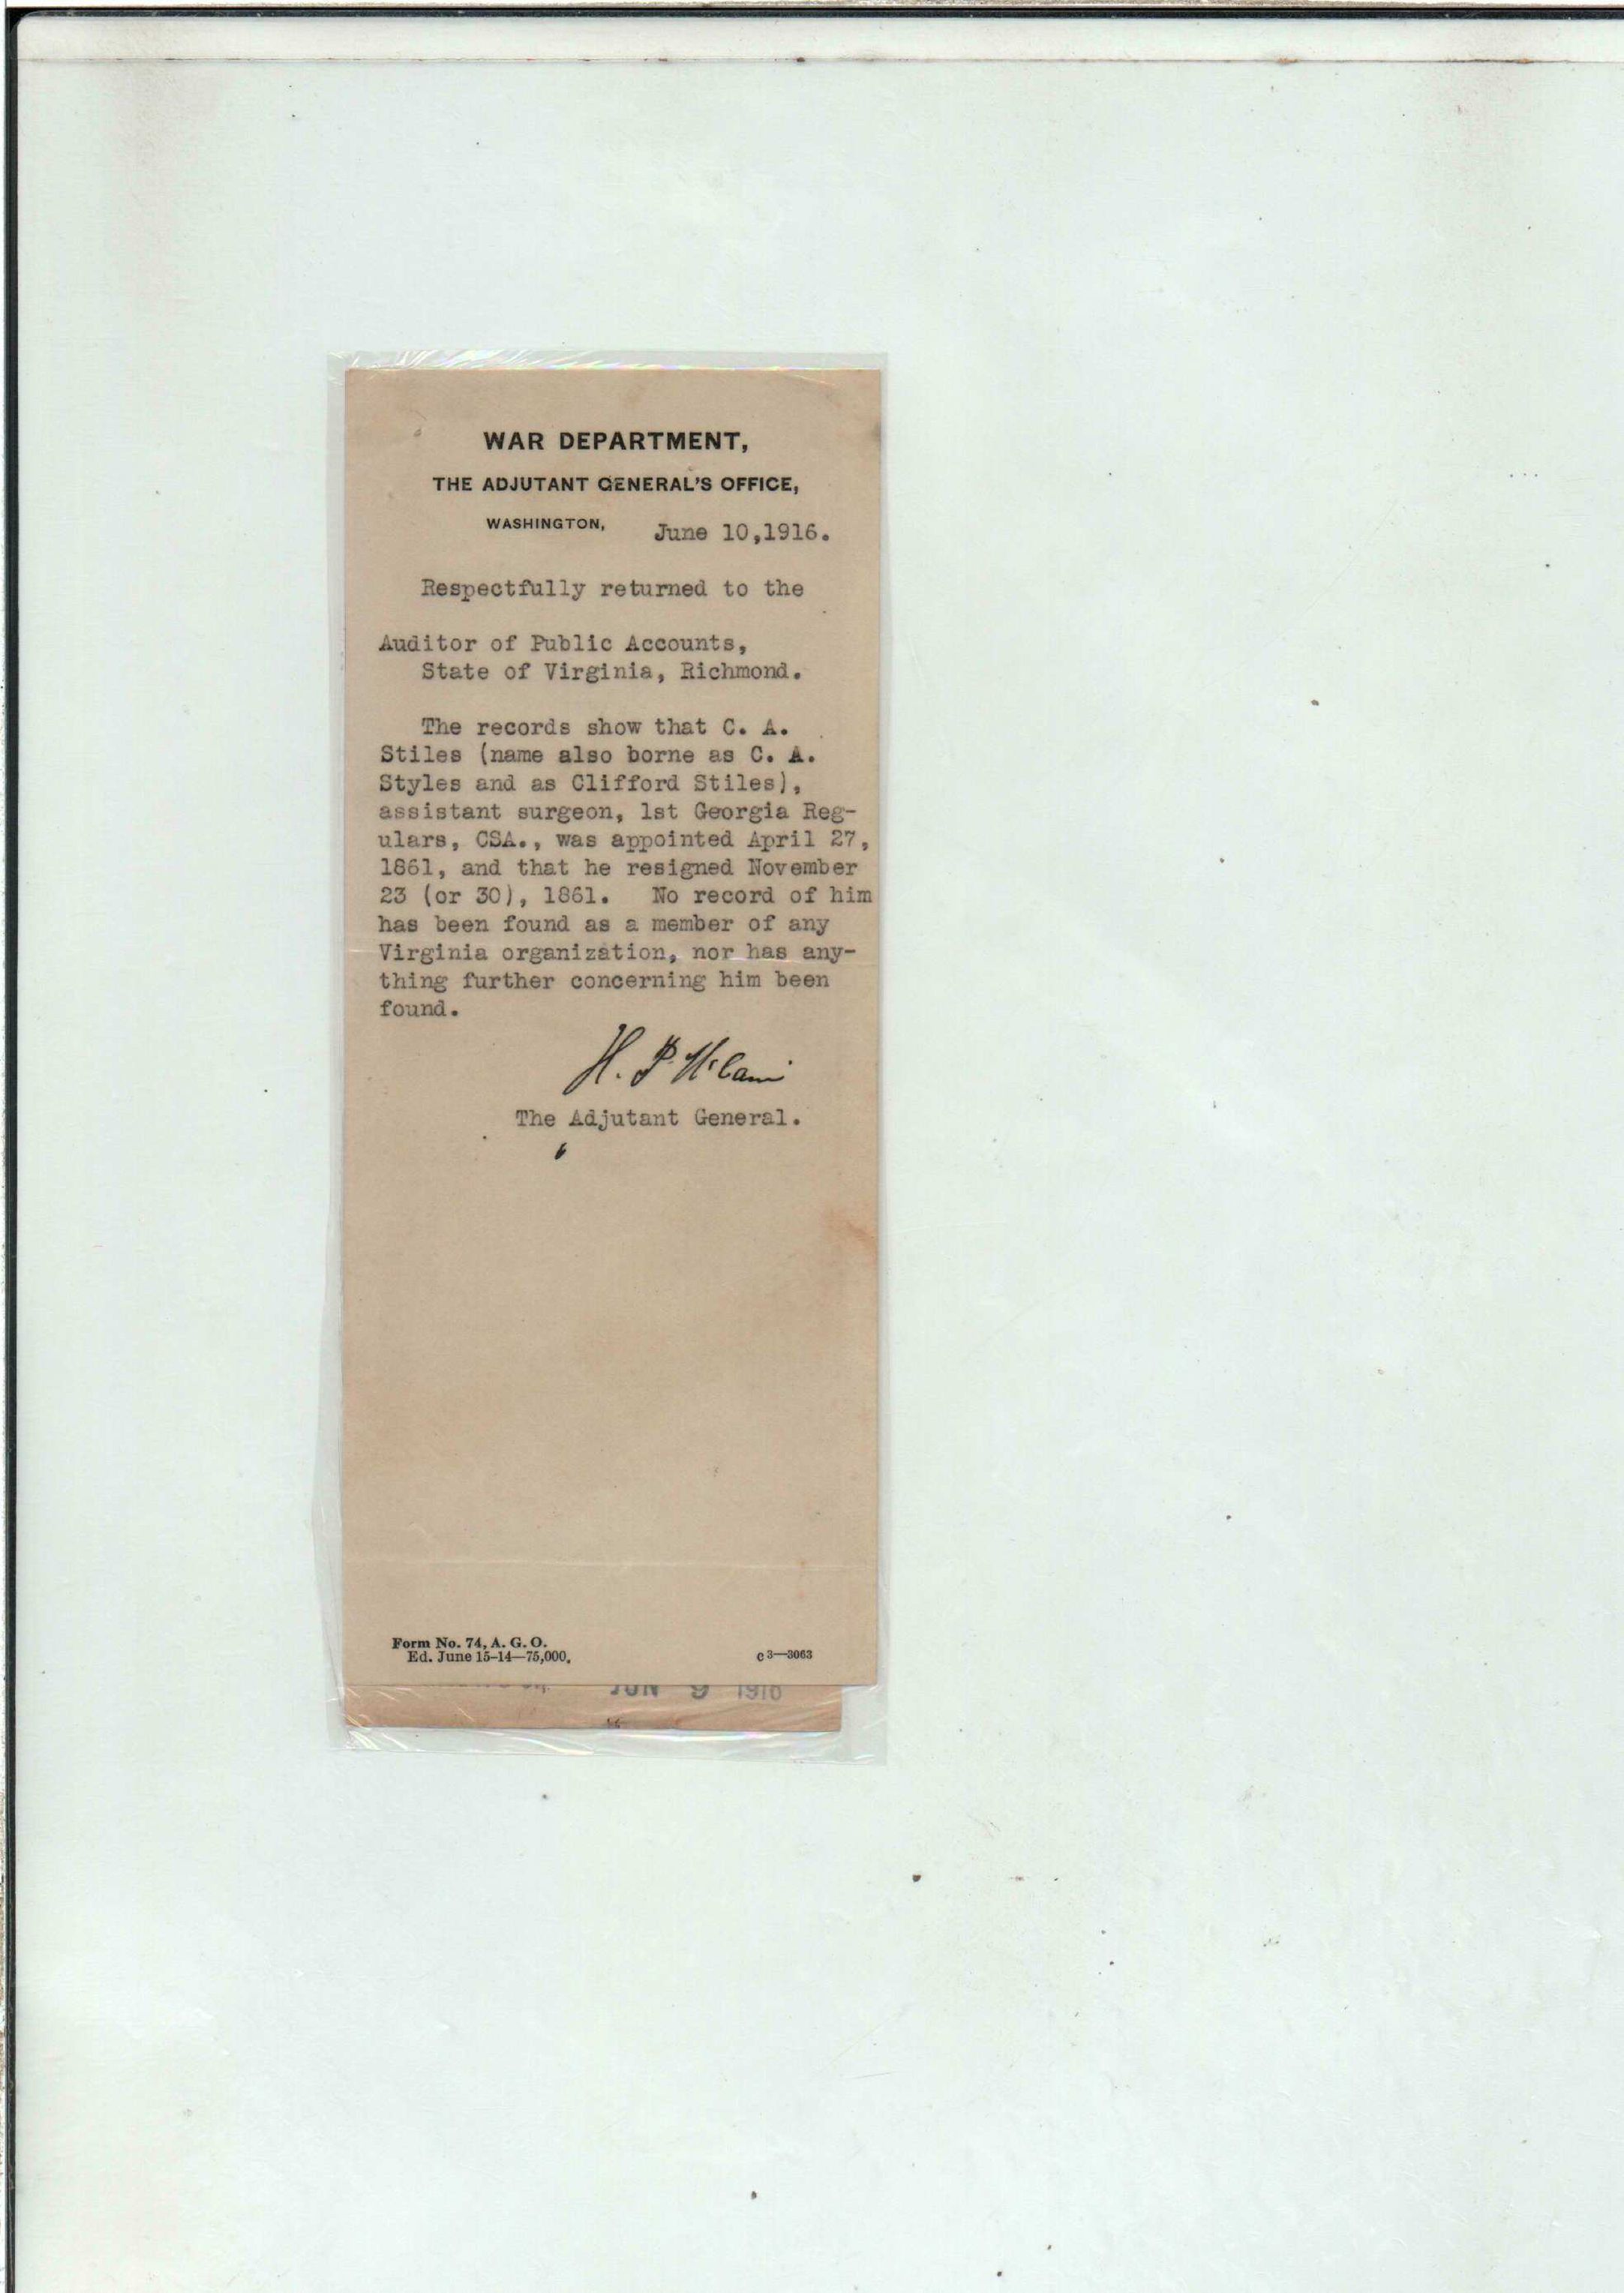 WAR DEPARTMENT,
THE ADJUTANT GENERAL'S OFFICE,
WASHINGTON, June 10,1916.
Respectfully returned to the
Auditor of Public Accounts,
State of Virginia, Richmond.
The records show that C. A.
Stiles (name also borne as C. A.
Styles and as Clifford Stiles),
assistant surgeon, 1st Georgia Reg-
ulars, CSA., was appointed April 27,
1861, and that he resigned November
23 (or 30), 1861. No record of him
has been found as a member of any
Virginia organization, nor has any-
thing further concerning him been
found.
H. P. McCain
The Adjutant General.
Form No. 74, A. G. O.
Ed. June 15-14—75,000.
c 3—3063
JUN 9 1916